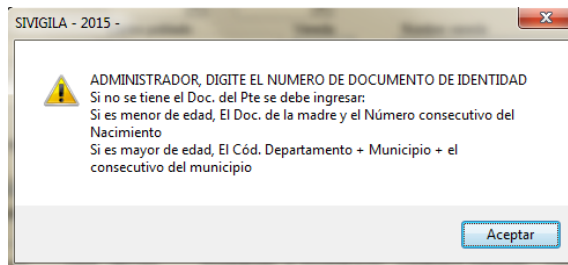 SIVIGILA - 2015 -
ADMINISTRADOR, DIGITE EL NUMERO DE DOCUMENTO DE IDENTIDAD
Si no se tiene el Doc. del Pte se debe ingresar:
Si es menor de edad, El Doc. de la madre y el Número consecutivo del
Nacimiento
Si es mayor de edad, El Cód. Departamento + Municipio + el
consecutivo del municipio
Aceptar